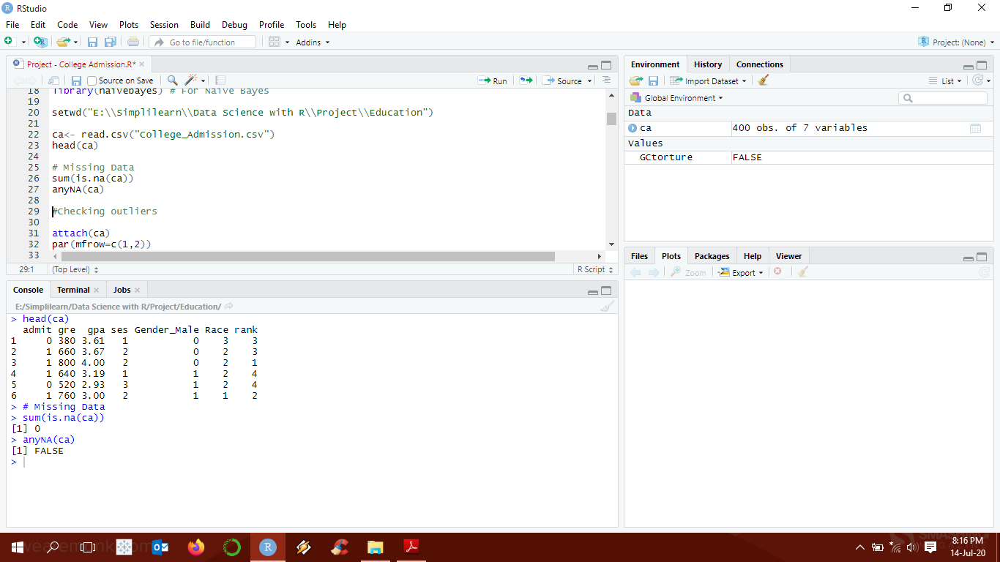 RStudio
File Edit Code View Plots Session Build Debug Profile Tools Help
Go to file/function Addins Project: (None)
Project - College Admission.R*
Source on Save Run Source
18 library(naivebayes) # For Naive Bayes
19
20 setwd("E:\\Simplilearn\\Data Science with R\\Project\\Education")
21
22 ca<- read.csv("College_Admission.csv")
23 head(ca)
24
25 # Missing Data
26 sum(is.na(ca))
27 anyNA(ca)
28
29 #Checking outliers
30
31 attach(ca)
32 par(mfrow=c(1,2))
33
29:1 (Top Level) R Script
Console Terminal Jobs
E:/Simplilearn/Data Science with R/Project/Education/
> head(ca)
admit gre gpa ses Gender_Male Race rank
1 0 380 3.61 1 0 3 3
2 1 660 3.67 2 0 2 3
3 1 800 4.00 2 0 2 1
4 1 640 3.19 1 1 2 4
5 0 520 2.93 3 1 2 4
6 1 760 3.00 2 1 1 2
> # Missing Data
> sum(is.na(ca))
[1] 0
> anyNA(ca)
[1] FALSE
>
Environment History Connections
Import Dataset List
Global Environment
Data
ca 400 obs. of 7 variables
Values
GCtorture FALSE
Files Plots Packages Help Viewer
Zoom Export
8:16 PM
14-Jul-20